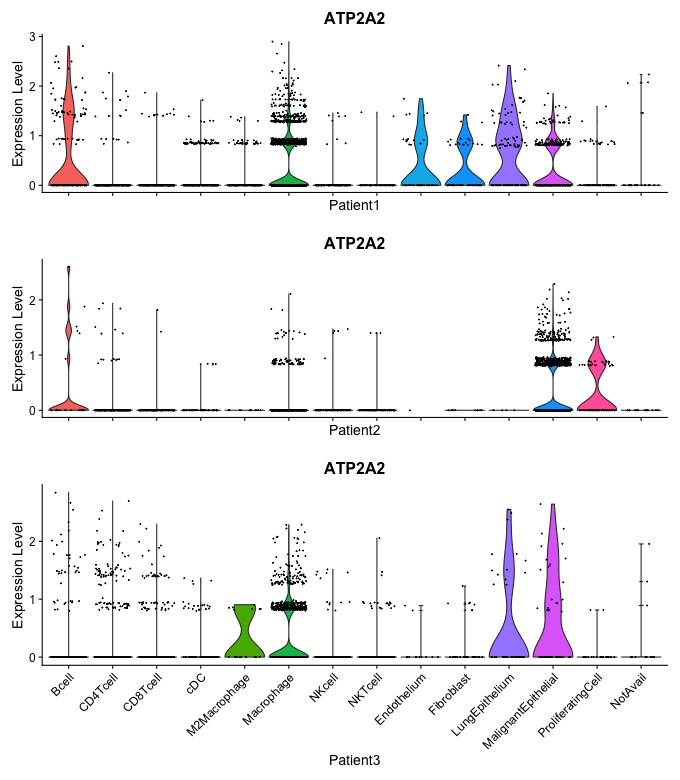 ATP2A2
Expression Level
3
2
1
0
Patient1
ATP2A2
Expression Level
2
1
0
Patient2
ATP2A2
Expression Level
2
1
0
Bcell
CD4Tcell
CD8Tcell
cDC
M2Macrophage
Macrophage
NKcell
NKTcell
Endothelium
Fibroblast
LungEpithelium
MalignantEpithelial
ProliferatingCell
NotAvail
Patient3